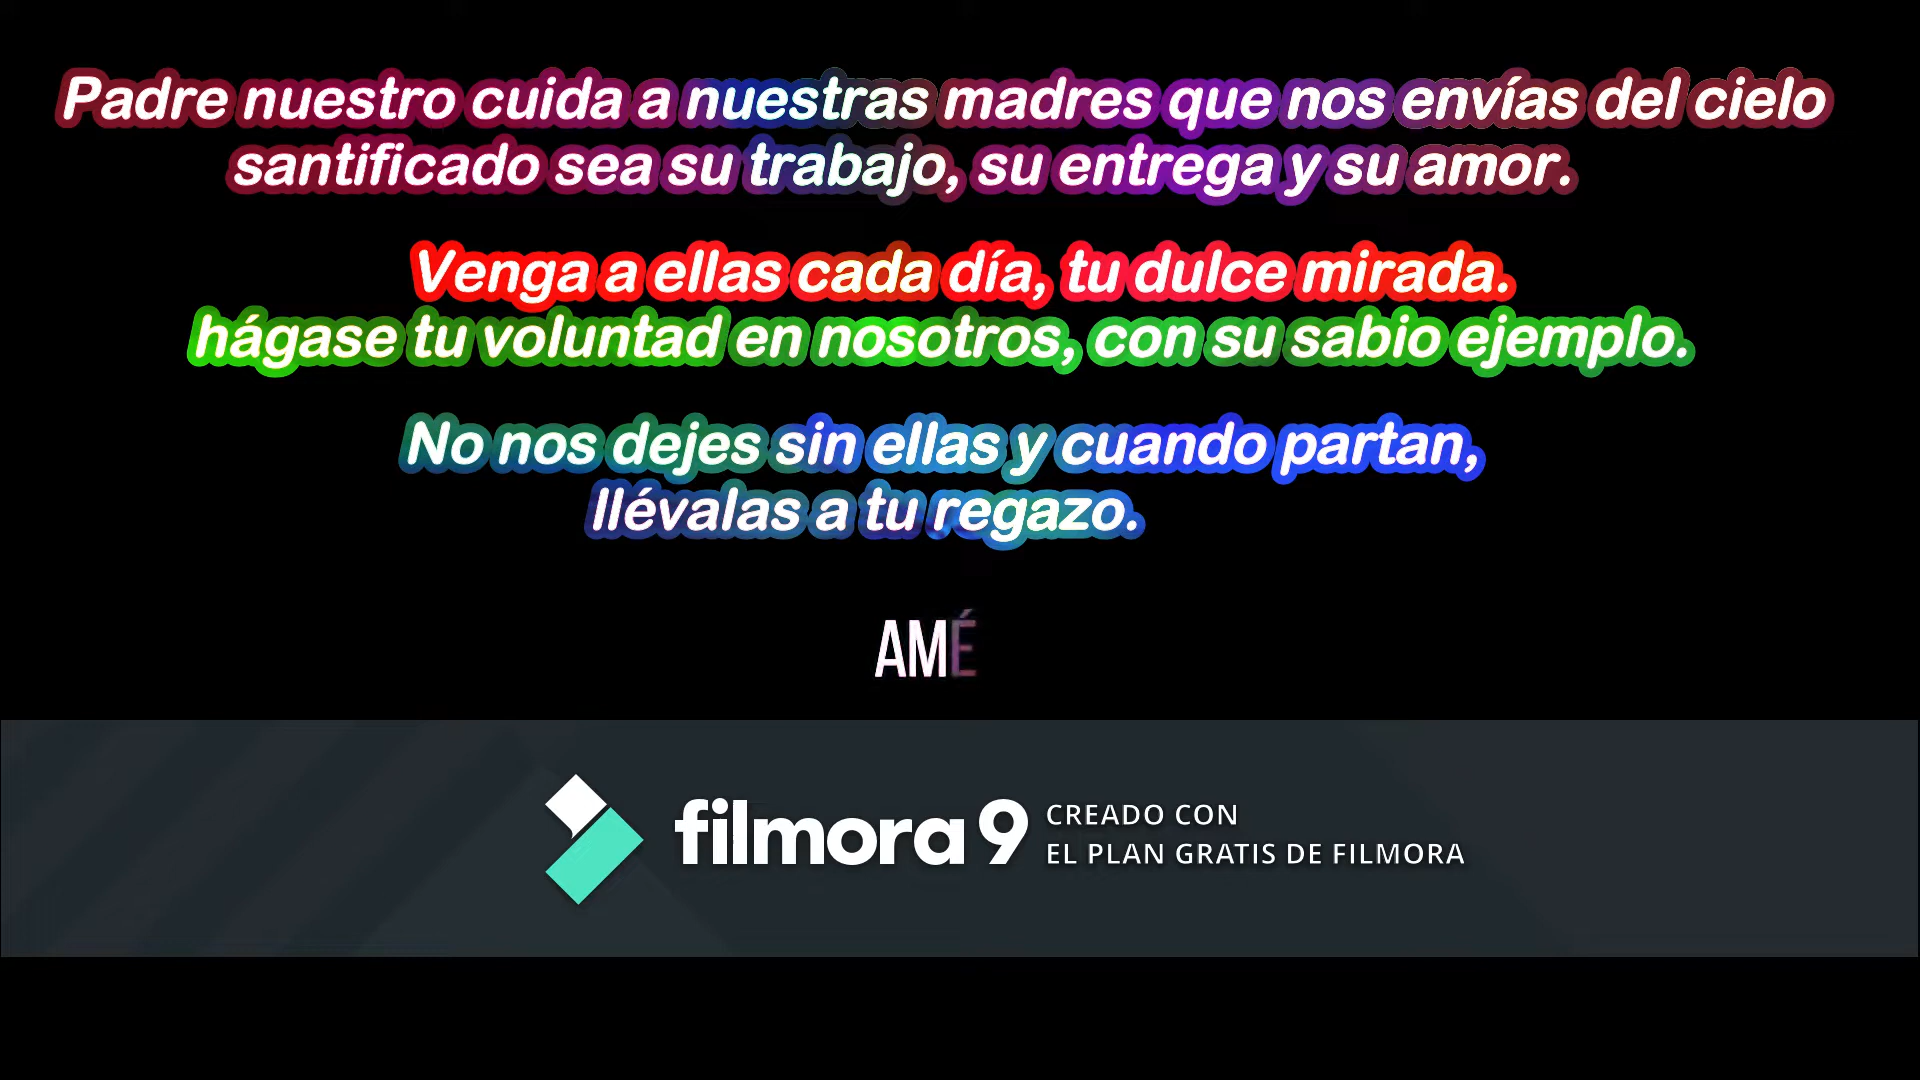 Padre nuestro cuida a nuestras madres que nos envías del cielo
santificado sea su trabajo, su entrega y su amor.
Venga a ellas cada día, tu dulce mirada.
hágase tu voluntad en nosotros, con su sabio ejemplo.
No nos dejes sin ellas y cuando partan,
llévalas a tu regazo.
AMÉ
filmora 9 CREADO CON
EL PLAN GRATIS DE FILMORA